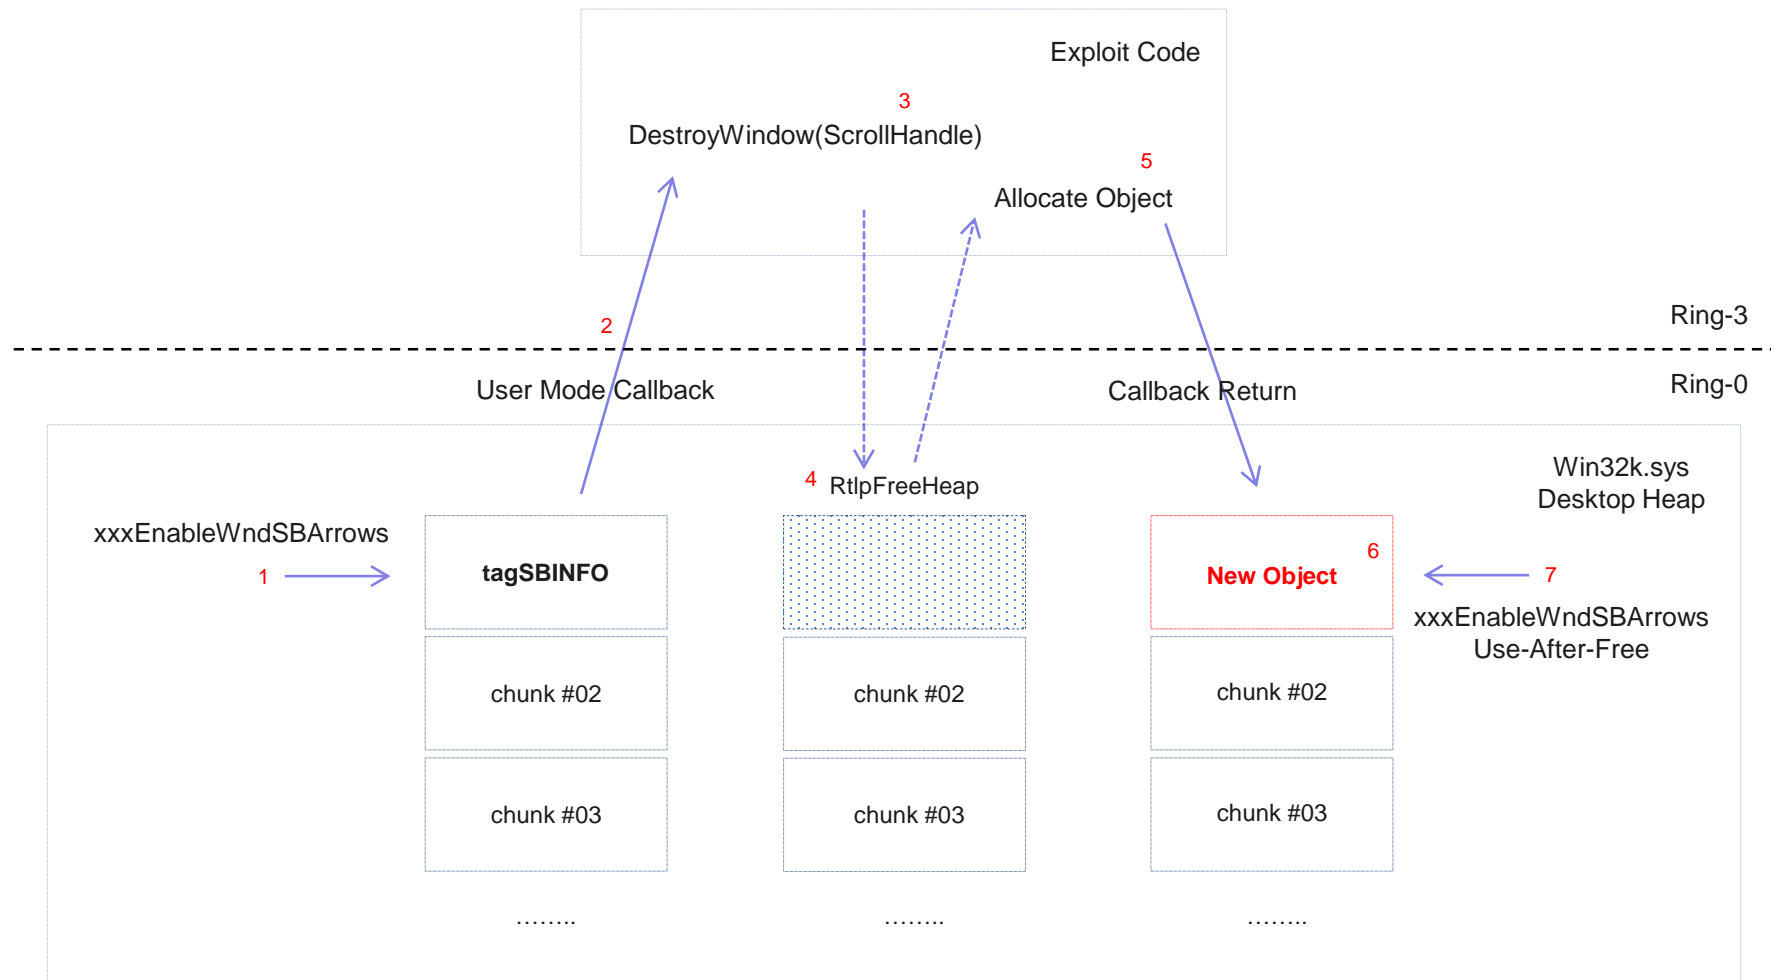 Exploit Code
3
DestroyWindow(ScrollHandle)
5
Allocate Object
2
Ring-3
User Mode Callback
Callback Return
Ring-0
4 RtlpFreeHeap
Win32k.sys
Desktop Heap
xxxEnableWndSBArrows
1
tagSBINFO
New Object
6
7
xxxEnableWndSBArrows
Use-After-Free
chunk #02
chunk #02
chunk #02
chunk #03
chunk #03
chunk #03
........
........
........